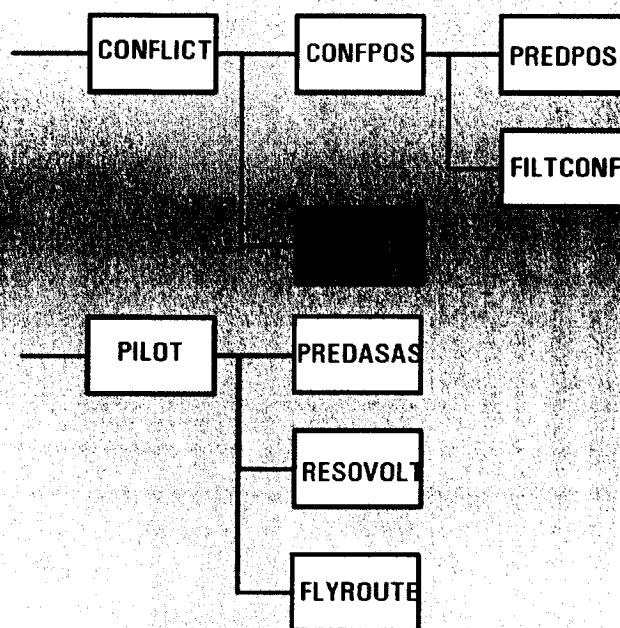 CONFLICT
CONFPOS
PREDPOS
FILTCONF
PILOT
PREDASAS
RESOVOLT
FLYROUTE